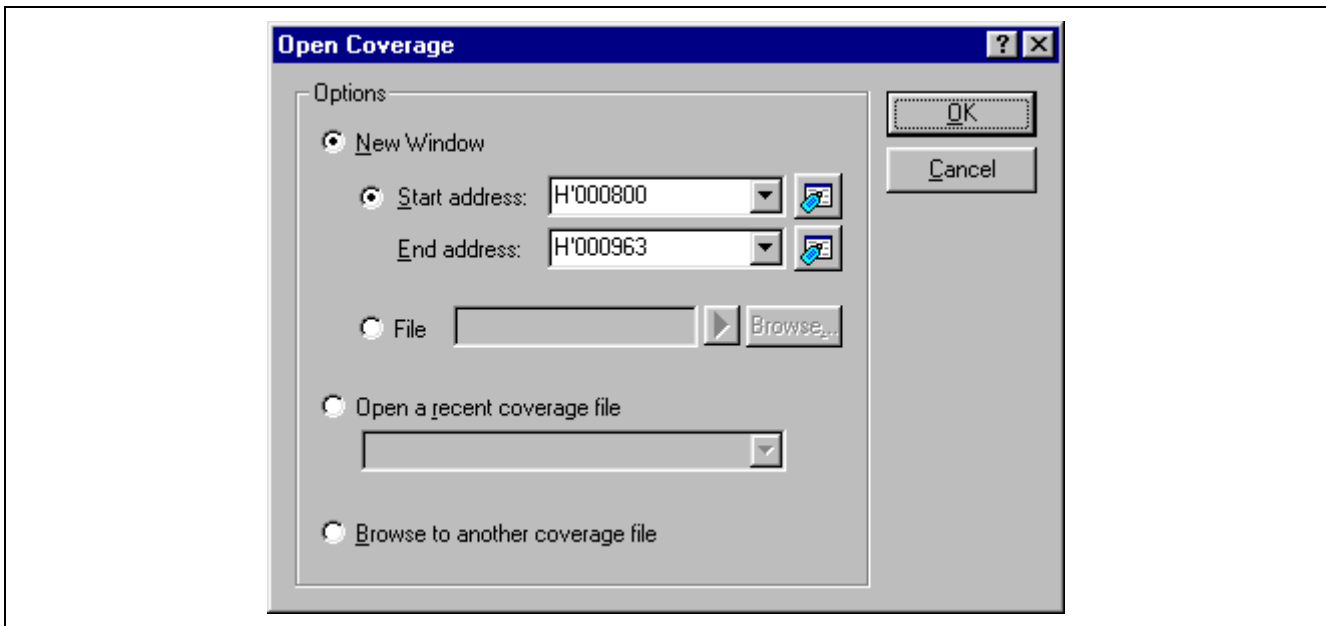 Open Coverage
Options
New Window
Start address: H'000800
End address: H'000963
File Browse...
Open a recent coverage file
Browse to another coverage file
OK
Cancel